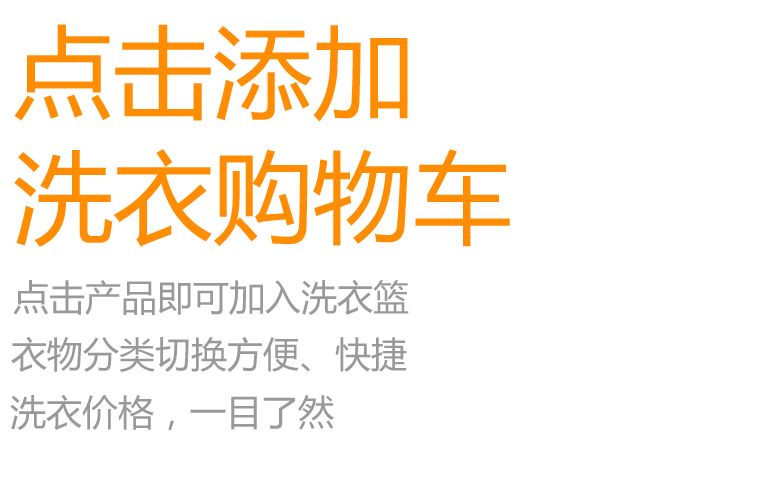 点击添加
洗衣购物车
点击产品即可加入洗衣篮
衣物分类切换方便、快捷
洗衣价格，一目了然